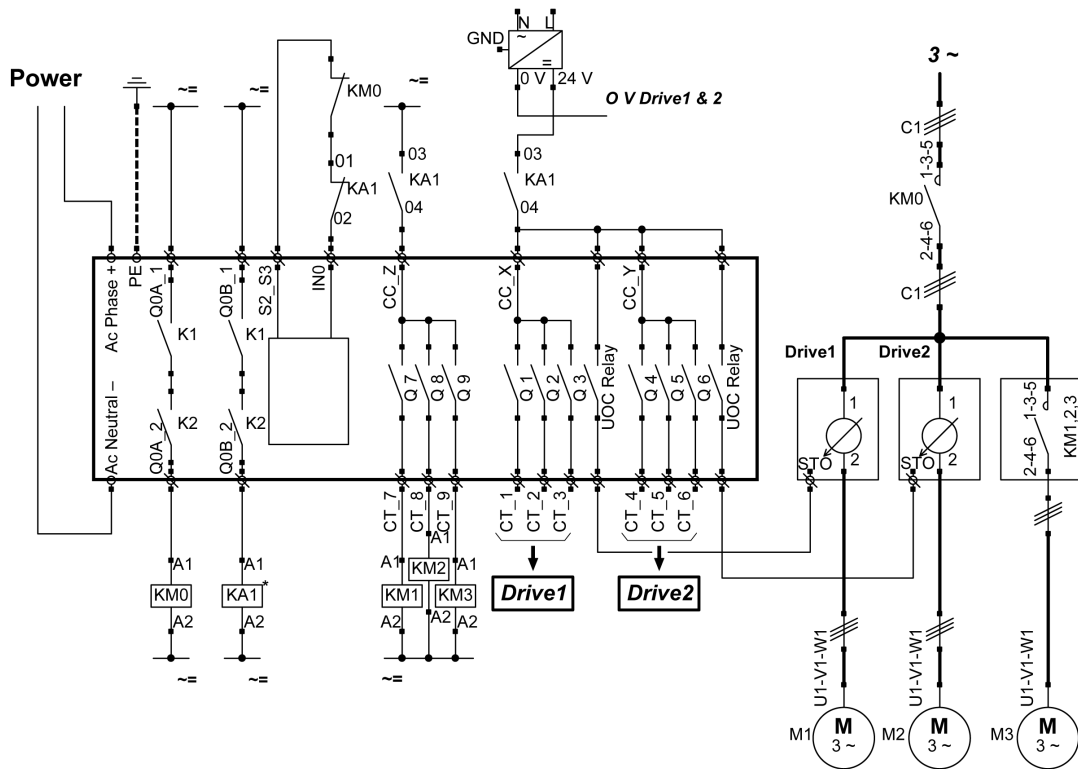 N L
GND
~
=
0 V 24 V
O V Drive1 & 2
3 ~
Power
~=
~=
~=
KM0
01
KA1
02
03
KA1
04
03
KA1
04
C1
1-3-5
KM0
2-4-6
C1
Ac Phase +
PE
Q0A_1
Q0B_1
S2_S3
IN0
CC_Z
CC_X
CC_Y
K1
K1
K2
K2
Q 7
Q 8
Q 9
Q 1
Q 2
Q 3
UOC Relay
Q 4
Q 5
Q 6
UOC Relay
Ac Neutral –
Q0A_2
Q0B_2
Drive1
Drive2
1
2
STO
1
2
STO
1-3-5
2-4-6
KM1,2,3
CT_7
CT_8
CT_9
CT_1
CT_2
CT_3
CT_4
CT_5
CT_6
A1
KM0
A2
A1
KA1*
A2
A1
KM1
A2
A1
KM2
A2
A1
KM3
A2
Drive1
Drive2
~=
~=
~=
U1-V1-W1
U1-V1-W1
U1-V1-W1
M1
M
3 ~
M2
M
3 ~
M3
M
3 ~